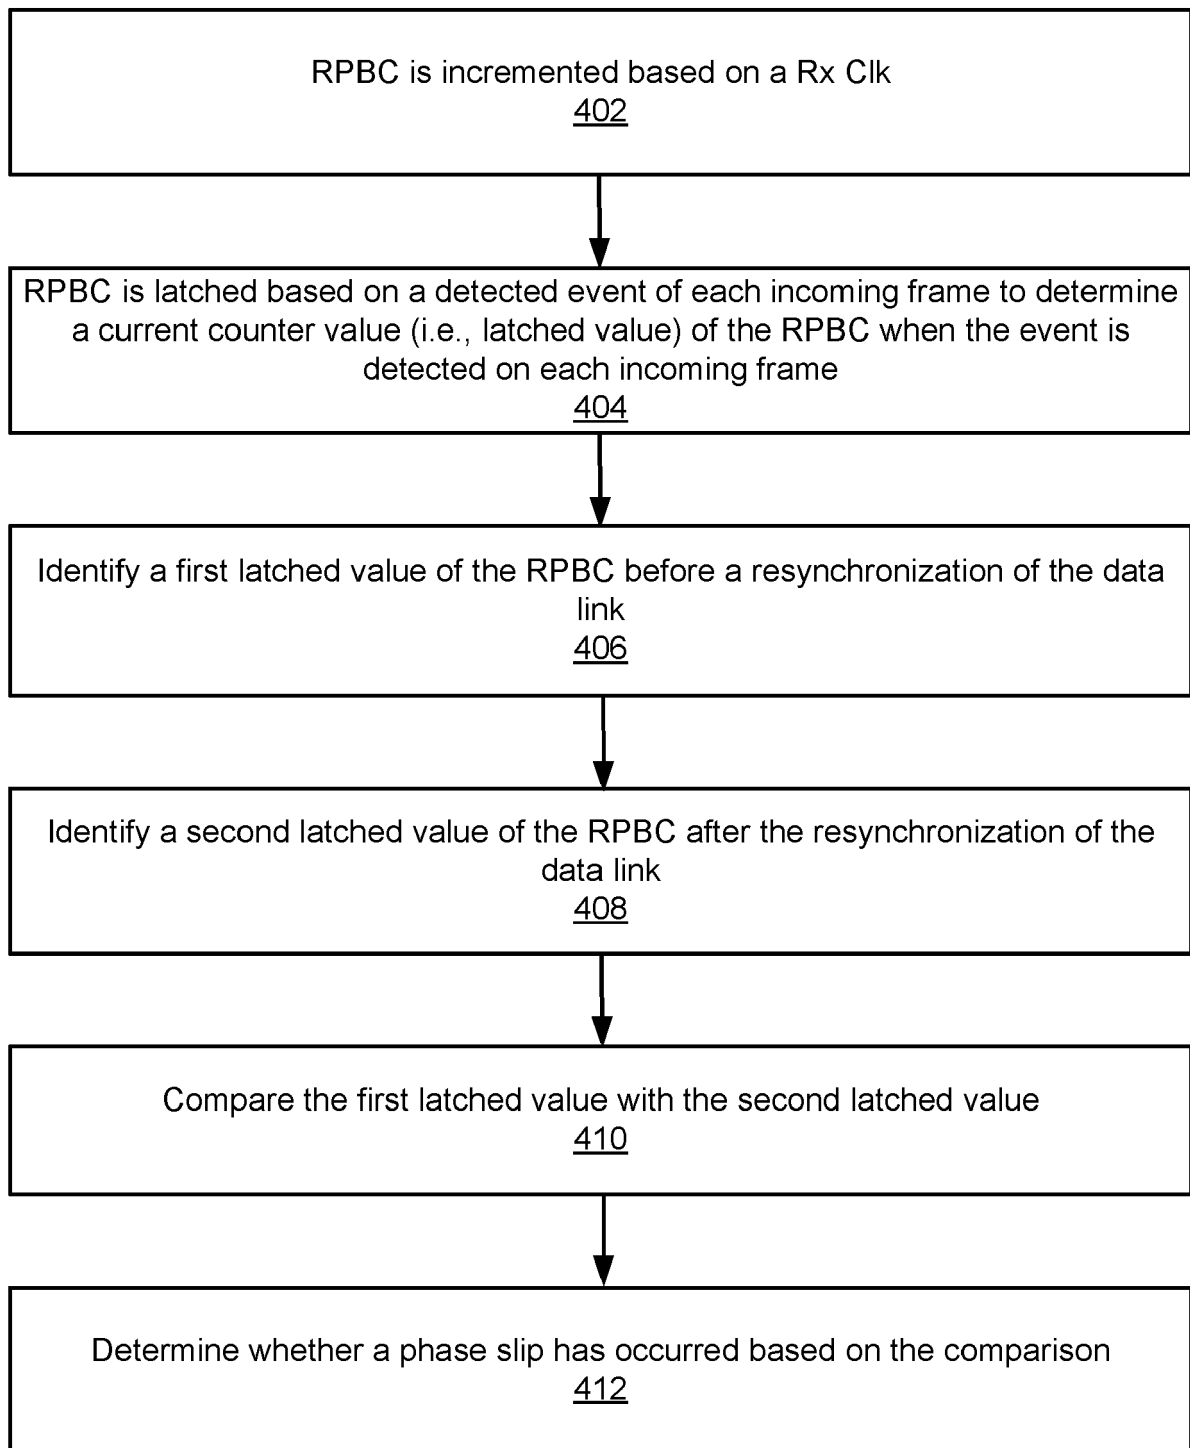 RPBC is incremented based on a Rx Clk
402
RPBC is latched based on a detected event of each incoming frame to determine
a current counter value (i.e., latched value) of the RPBC when the event is
detected on each incoming frame
404
Identify a first latched value of the RPBC before a resynchronization of the data
link
406
Identify a second latched value of the RPBC after the resynchronization of the
data link
408
Compare the first latched value with the second latched value
410
Determine whether a phase slip has occurred based on the comparison
412